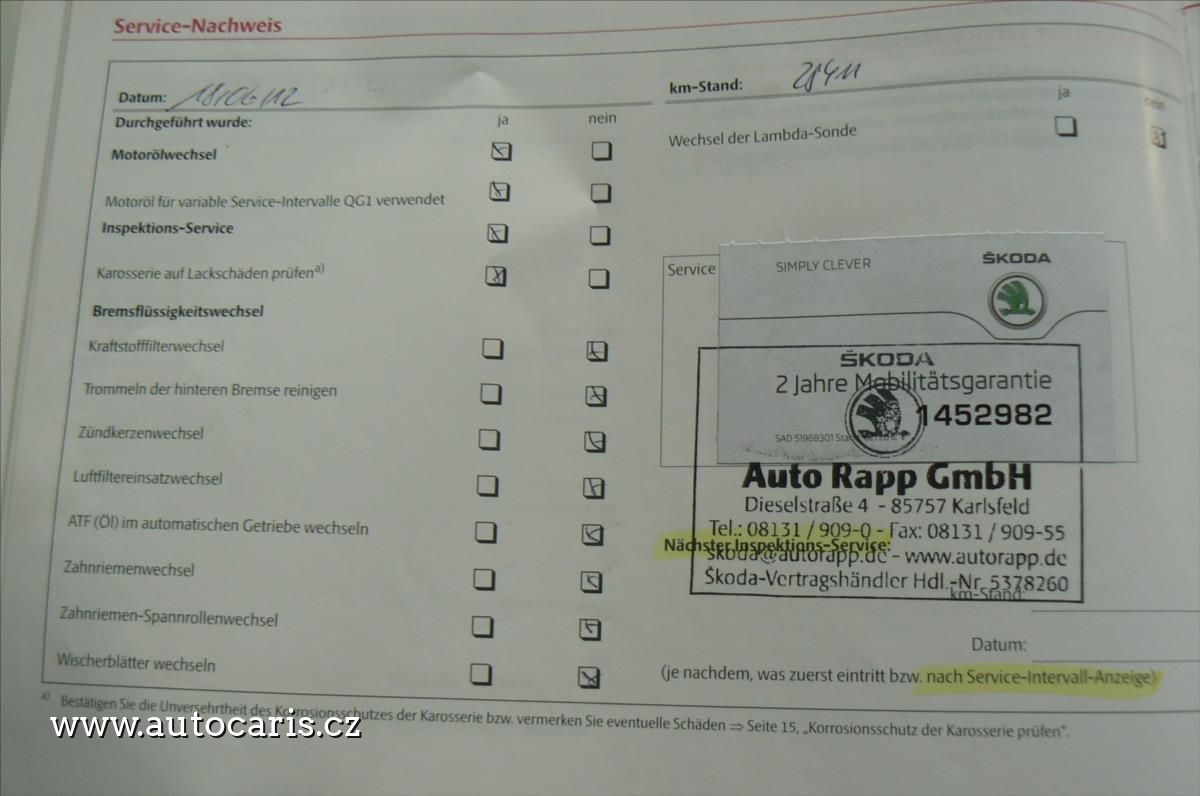 Service-Nachweis
Datum: 18/06/12
km-Stand: 28411
Durchgeführt wurde:
ja nein
ja nein
Motorölwechsel
Wechsel der Lambda-Sonde
Motoröl für variable Service-Intervalle QG1 verwendet
Inspektions-Service
Karosserie auf Lackschäden prüfen a)
Bremsflüssigkeitswechsel
Kraftstofffilterwechsel
Trommeln der hinteren Bremse reinigen
Zündkerzenwechsel
Luftfiltereinsatzwechsel
ATF (Öl) im automatischen Getriebe wechseln
Zahnriemenwechsel
Zahnriemen-Spannrollenwechsel
Wischerblätter wechseln
Service
SIMPLY CLEVER
ŠKODA
ŠKODA
2 Jahre Mobilitätsgarantie
1452982
SAD 51968301
Auto Rapp GmbH
Dieselstraße 4 - 85757 Karlsfeld
Tel.: 08131 / 909-0 - Fax: 08131 / 909-55
Nächster Inspektions-Service:
skoda@autorapp.de - www.autorapp.de
Škoda-Vertragshändler Hdl.-Nr. 5378260
km-Stand:
Datum:
(je nachdem, was zuerst eintritt bzw. nach Service-Intervall-Anzeige)
a) Bestätigen Sie die Unversehrtheit des Korrosionsschutzes der Karosserie bzw. vermerken Sie eventuelle Schäden ⇒ Seite 15, „Korrosionsschutz der Karosserie prüfen“.
www.autocaris.cz